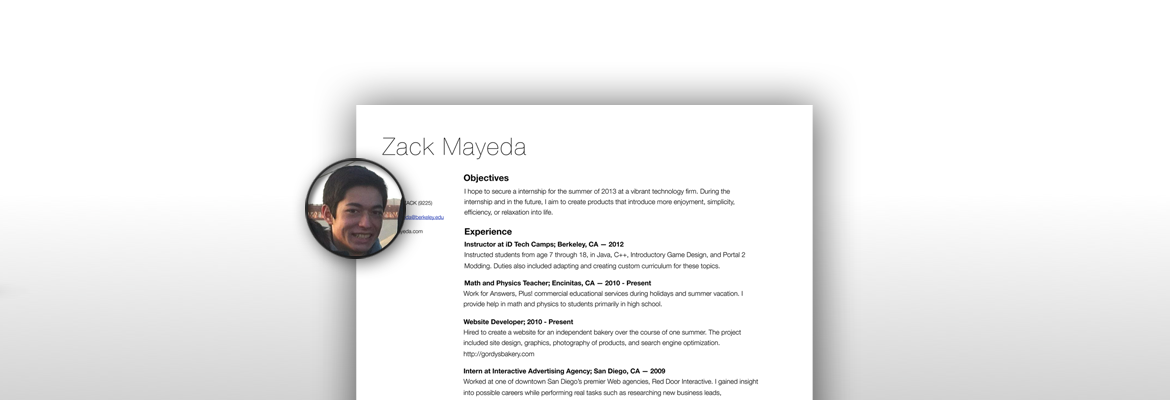 Zack Mayeda
ACK (9225)
@berkeley.edu
yeda.com
Objectives
I hope to secure a internship for the summer of 2013 at a vibrant technology firm. During the
internship and in the future, I aim to create products that introduce more enjoyment, simplicity,
efficiency, or relaxation into life.
Experience
Instructor at iD Tech Camps; Berkeley, CA — 2012
Instructed students from age 7 through 18, in Java, C++, Introductory Game Design, and Portal 2
Modding. Duties also included adapting and creating custom curriculum for these topics.
Math and Physics Teacher; Encinitas, CA — 2010 - Present
Work for Answers, Plus! commercial educational services during holidays and summer vacation. I
provide help in math and physics to students primarily in high school.
Website Developer; 2010 - Present
Hired to create a website for an independent bakery over the course of one summer. The project
included site design, graphics, photography of products, and search engine optimization.
http://gordysbakery.com
Intern at Interactive Advertising Agency; San Diego, CA — 2009
Worked at one of downtown San Diego's premier Web agencies, Red Door Interactive. I gained insight
into possible careers while performing real tasks such as researching new business leads,